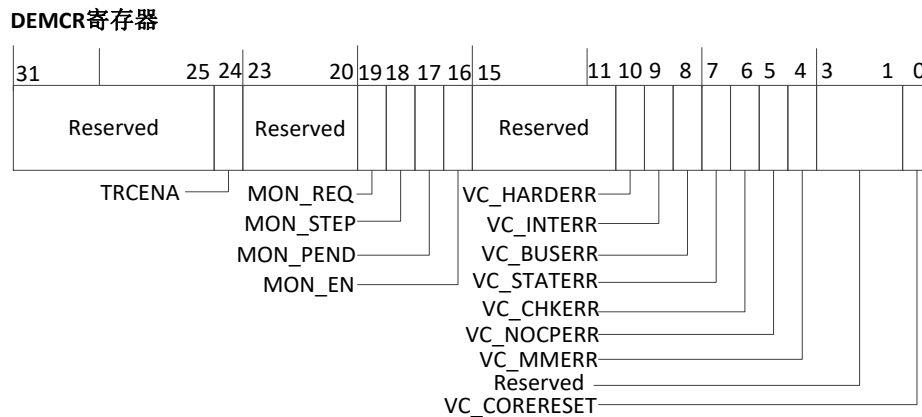 DEMCR寄存器
31 25 24 23 20 19 18 17 16 15 11 10 9 8 7 6 5 4 3 1 0
Reserved Reserved Reserved
TRCENA MON_REQ VC_HARDERR
MON_STEP VC_INTERR
MON_PEND VC_BUSERR
MON_EN VC_STATERR
VC_CHKERR
VC_NOCPERR
VC_MMERR
Reserved
VC_CORERESET